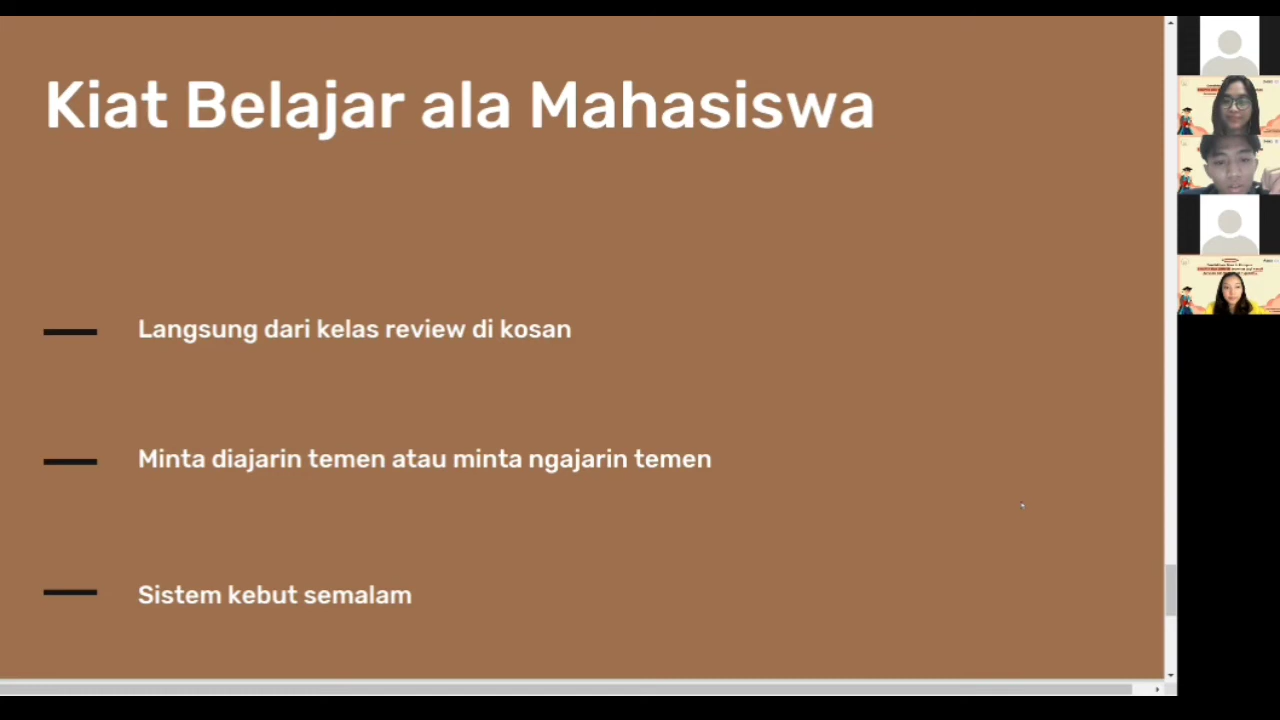 Kiat Belajar ala Mahasiswa
Langsung dari kelas review di kosan
Minta diajarin temen atau minta ngajarin temen
Sistem kebut semalam